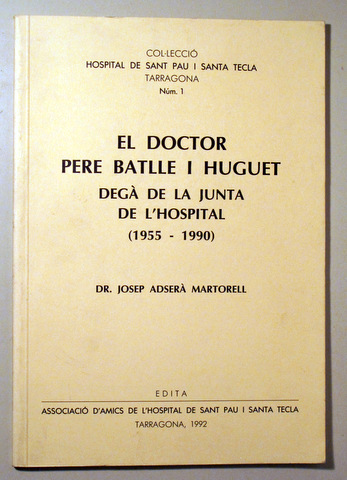 COL·LECCIÓ
HOSPITAL DE SANT PAU I SANTA TECLA
TARRAGONA
Núm. 1
EL DOCTOR
PERE BATLLE I HUGUET
DEGÀ DE LA JUNTA
DE L'HOSPITAL
(1955 - 1990)
DR. JOSEP ADSERÀ MARTORELL
EDITA
ASSOCIACIÓ D'AMICS DE L'HOSPITAL DE SANT PAU I SANTA TECLA
TARRAGONA, 1992